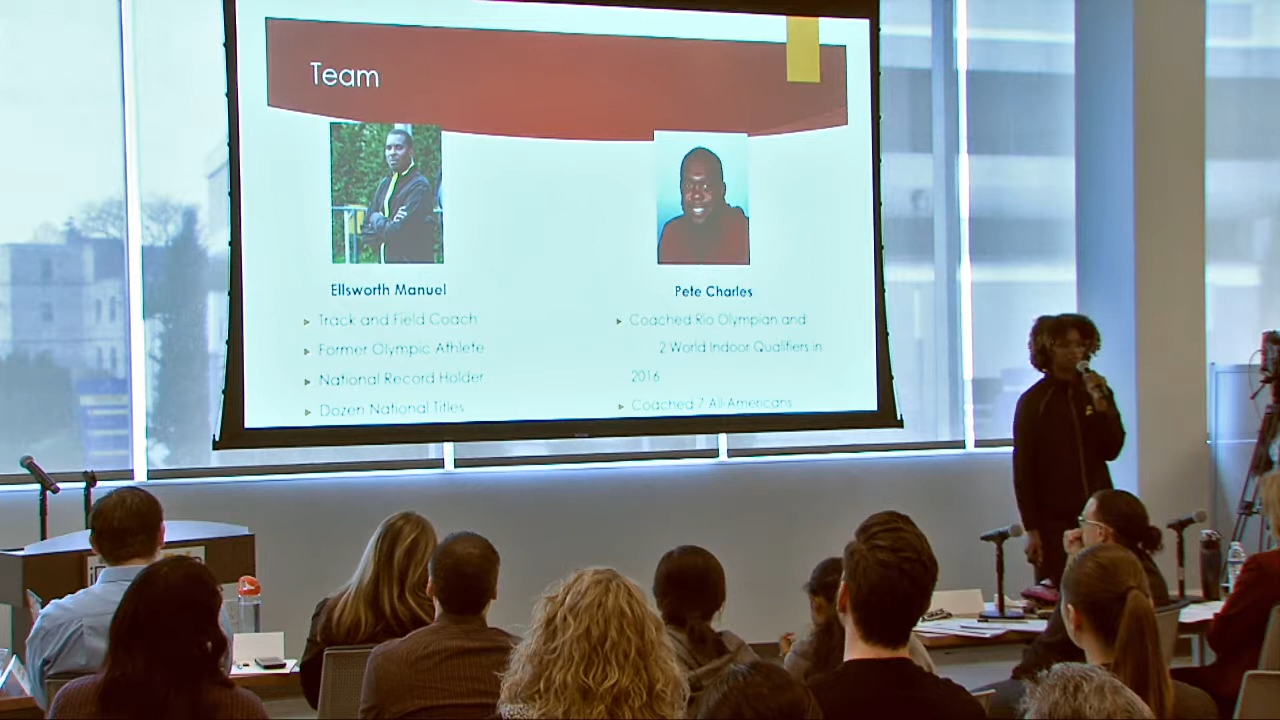 Team
Ellsworth Manuel
Track and Field Coach
Former Olympic Athlete
National Record Holder
Dozen National Titles
Pete Charles
Coached Rio Olympian and
2 World Indoor Qualifiers in
2016
Coached 7 All-Americans